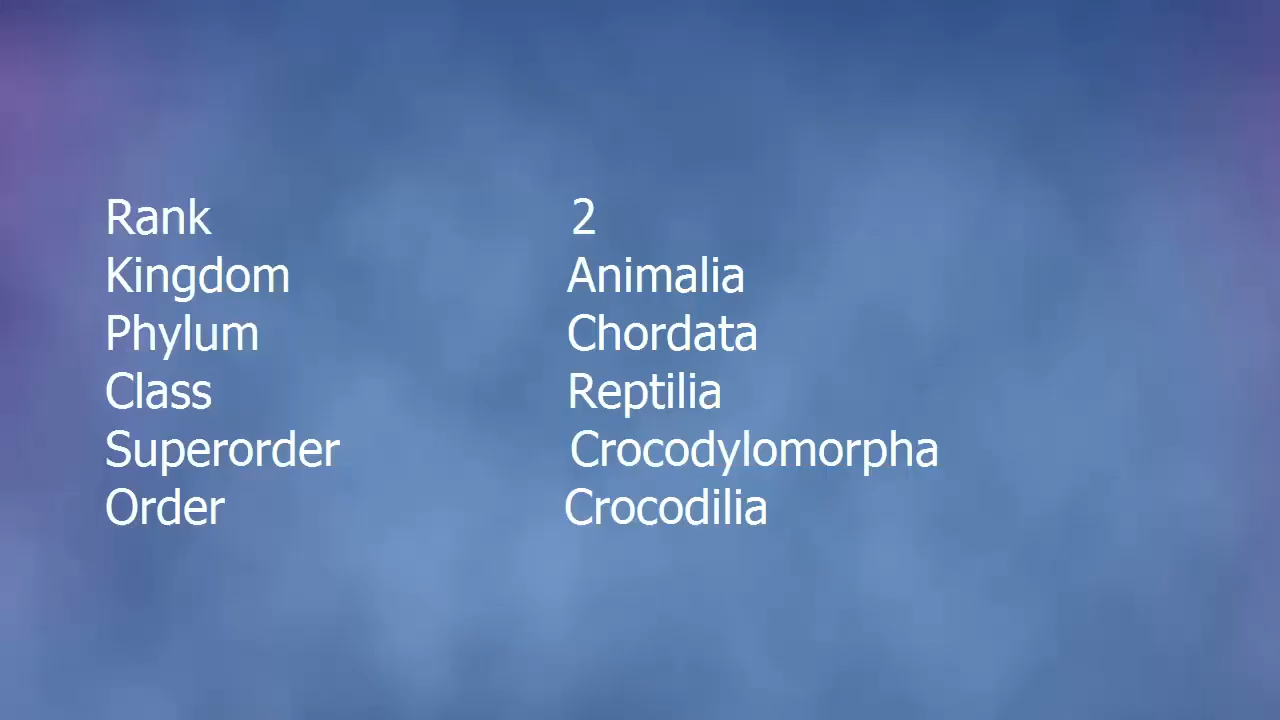 Rank 2
Kingdom Animalia
Phylum Chordata
Class Reptilia
Superorder Crocodylomorpha
Order Crocodilia